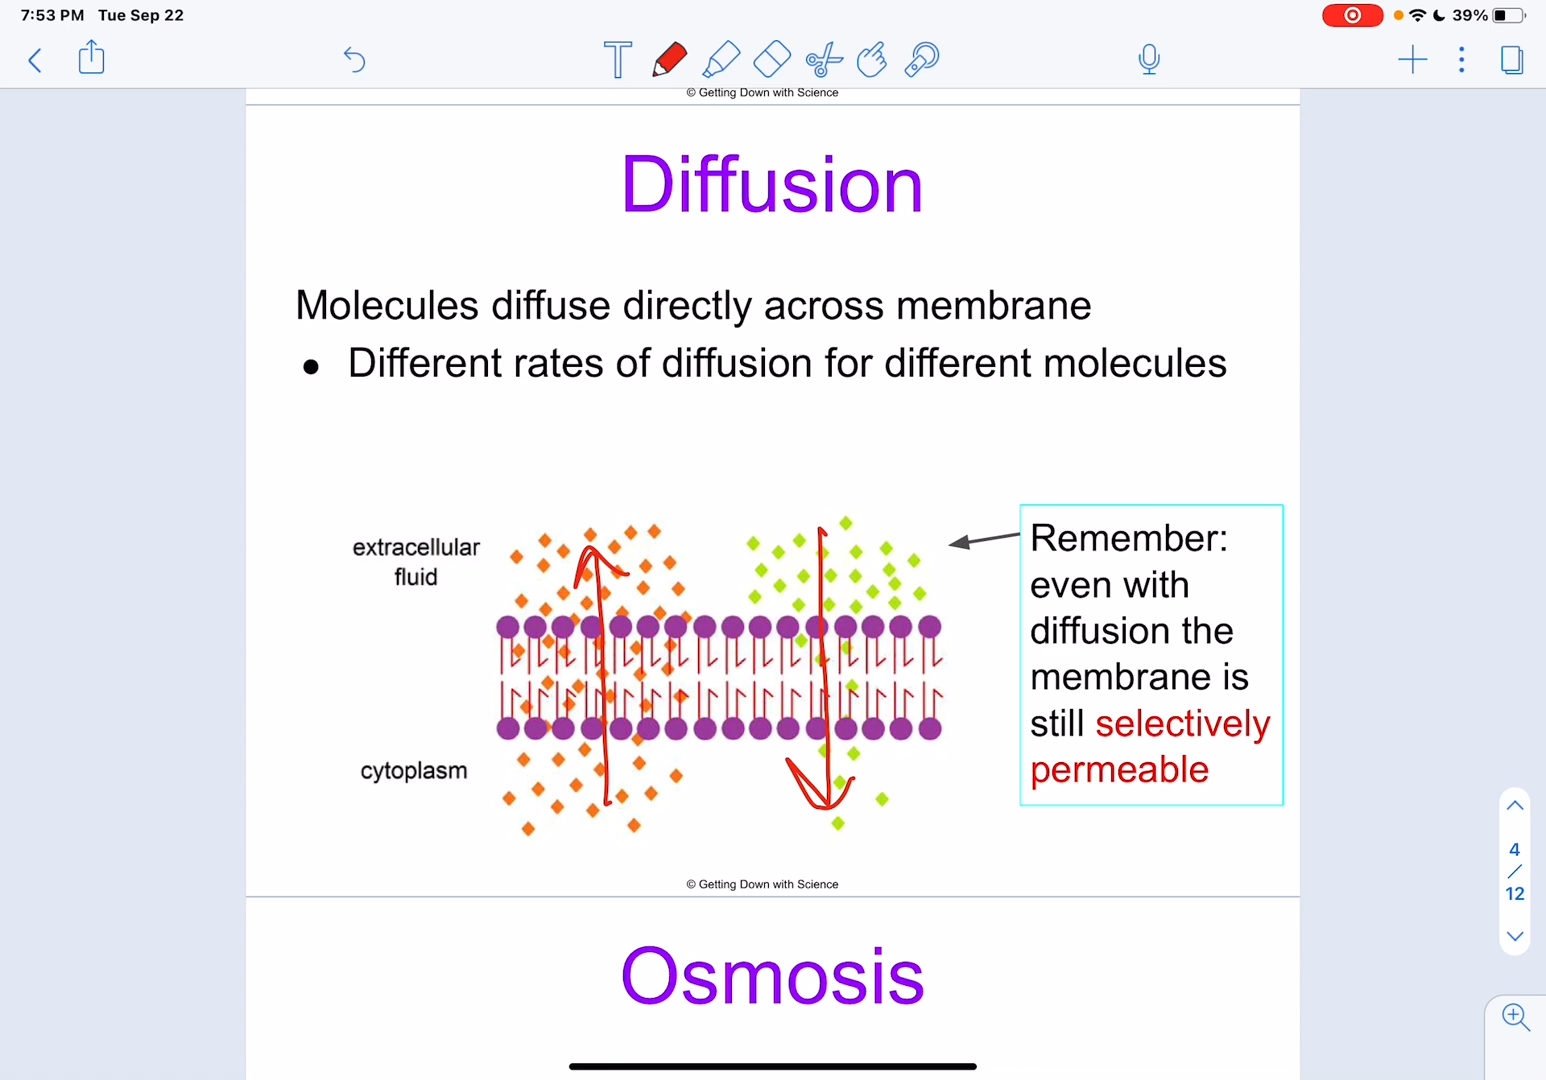 7:53 PM Tue Sep 22
39%
T
© Getting Down with Science
Diffusion
Molecules diffuse directly across membrane
● Different rates of diffusion for different molecules
extracellular
fluid
cytoplasm
Remember:
even with
diffusion the
membrane is
still selectively
permeable
4
/
12
© Getting Down with Science
Osmosis